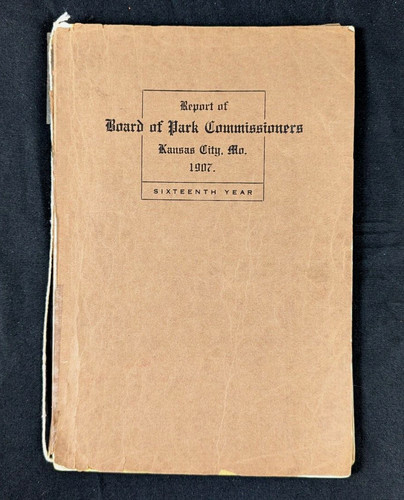 Report of
Board of Park Commissioners
Kansas City, Mo.
1907.
SIXTEENTH YEAR